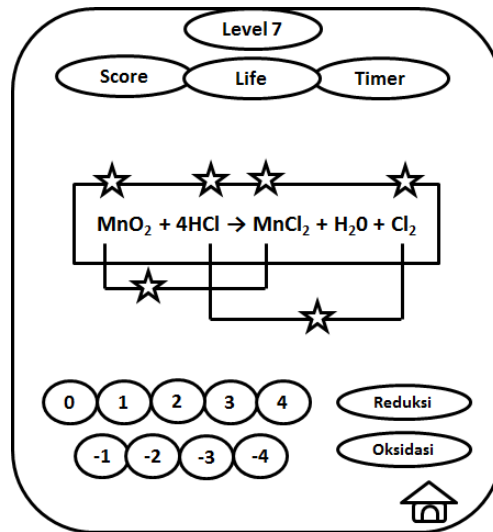 Level 7
Score Life Timer
MnO₂ + 4HCl → MnCl₂ + H₂0 + Cl₂
0 1 2 3 4 Reduksi
-1 -2 -3 -4 Oksidasi